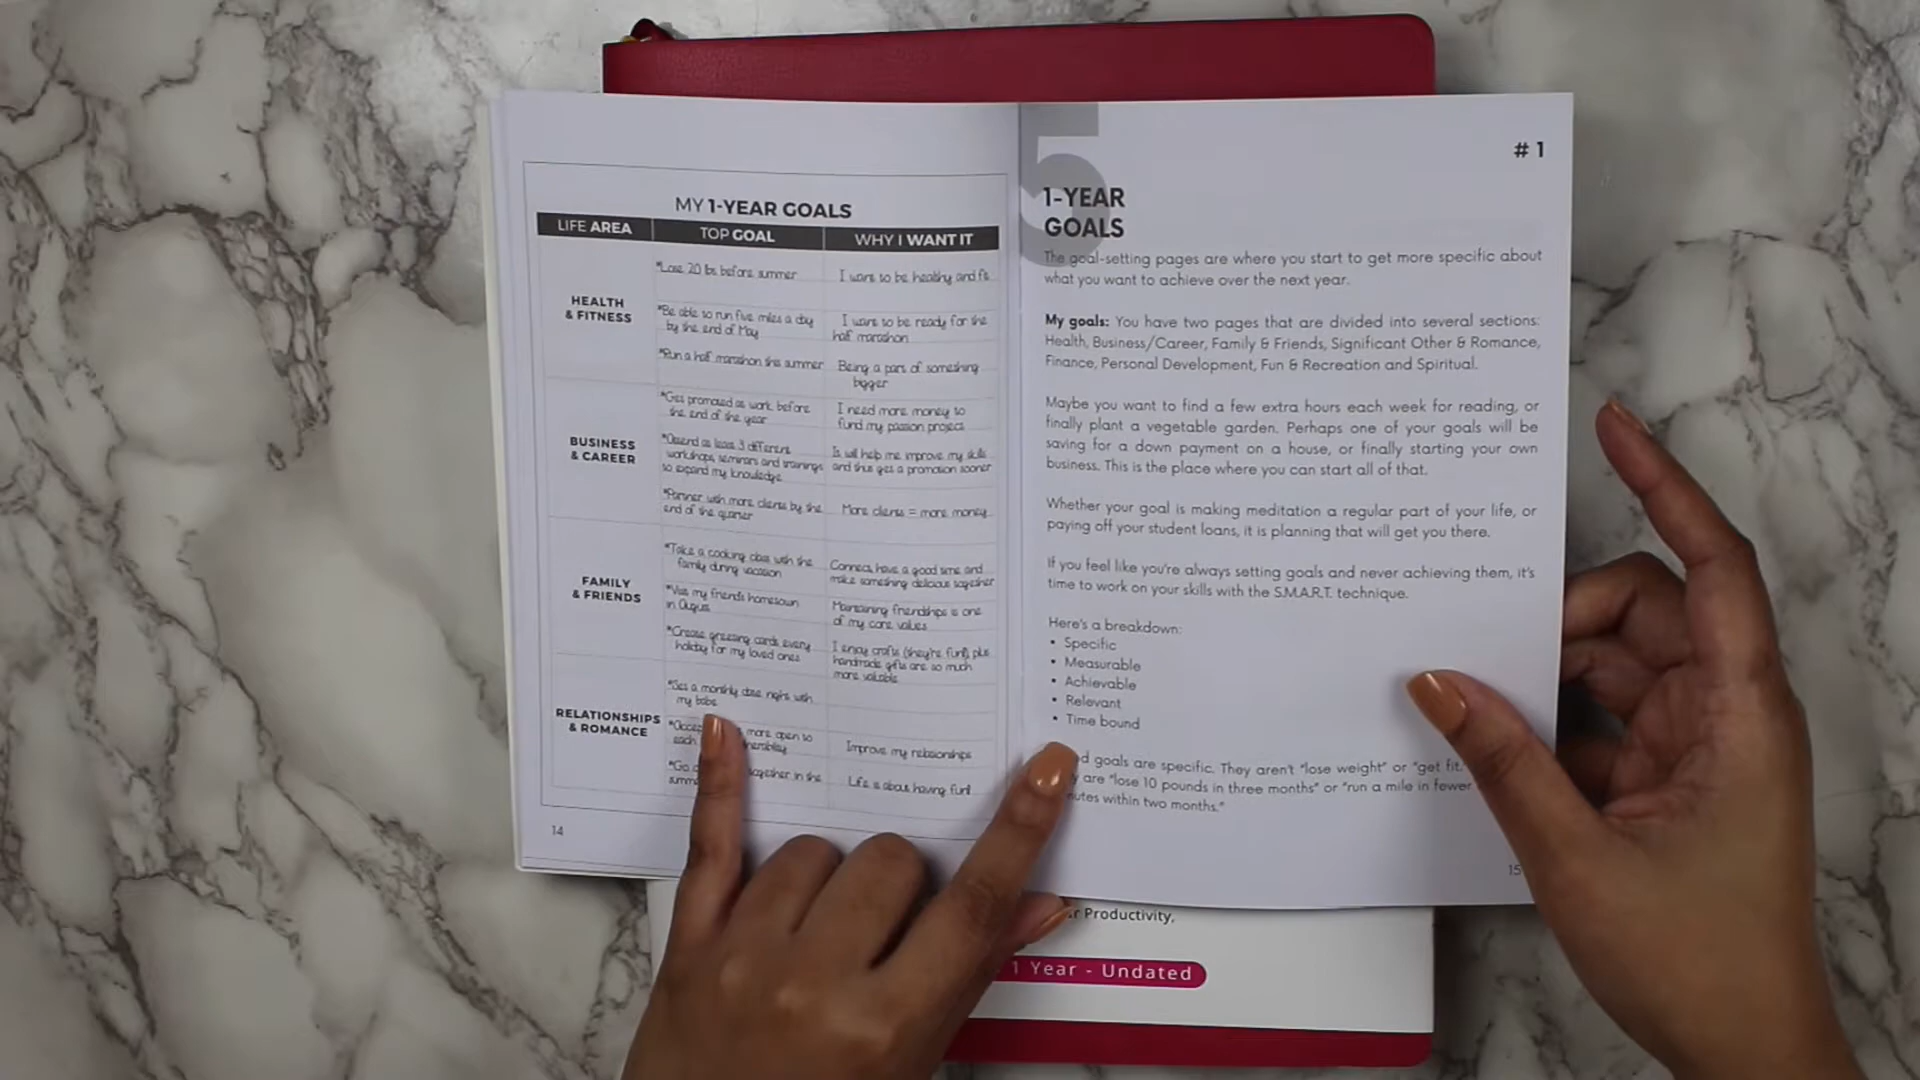 MY 1-YEAR GOALS
LIFE AREA
TOP GOAL
WHY I WANT IT
HEALTH
& FITNESS
*Lose 20 lbs before summer
I want to be healthy and fit
*Be able to run five miles a day
by the end of May
I want to be ready for the
half marathon
*Run a half marathon this summer
Being a part of something
bigger
BUSINESS
& CAREER
*Get promoted at work before
the end of the year
I need more money to
fund my passion project
*Attend at least 3 different
workshops, seminars and trainings
to expand my knowledge
It will help me improve my skills
and thus get a promotion sooner
*Partner with more clients by the
end of the quarter
More clients = more money
FAMILY
& FRIENDS
*Take a cooking class with the
family during vacation
Connect, have a good time and
make something delicious together
*Visit my friend's hometown
in August
Maintaining friendships is one
of my core values
*Create greeting cards every
holiday for my loved ones
I enjoy crafts (they're fun!), plus
handmade gifts are so much
more valuable
RELATIONSHIPS
& ROMANCE
*Set a monthly date night with
my babe
more open to
each
Improve my relationships
together in the
Life is about having fun!
14
5
# 1
1-YEAR
GOALS
The goal-setting pages are where you start to get more specific about
what you want to achieve over the next year.
My goals: You have two pages that are divided into several sections:
Health, Business/Career, Family & Friends, Significant Other & Romance,
Finance, Personal Development, Fun & Recreation and Spiritual.
Maybe you want to find a few extra hours each week for reading, or
finally plant a vegetable garden. Perhaps one of your goals will be
saving for a down payment on a house, or finally starting your own
business. This is the place where you can start all of that.
Whether your goal is making meditation a regular part of your life, or
paying off your student loans, it is planning that will get you there.
If you feel like you're always setting goals and never achieving them, it's
time to work on your skills with the S.M.A.R.T. technique.
Here's a breakdown:
• Specific
• Measurable
• Achievable
• Relevant
• Time bound
goals are specific. They aren't "lose weight" or "get fit.
are "lose 10 pounds in three months" or "run a mile in fewer
within two months."
15
Productivity,
1 Year - Undated